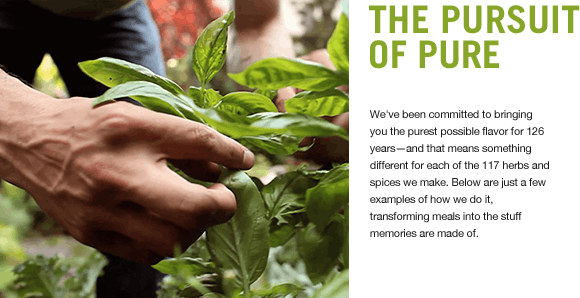 THE PURSUIT
OF PURE
We've been committed to bringing
you the purest possible flavor for 126
years—and that means something
different for each of the 117 herbs and
spices we make. Below are just a few
examples of how we do it,
transforming meals into the stuff
memories are made of.